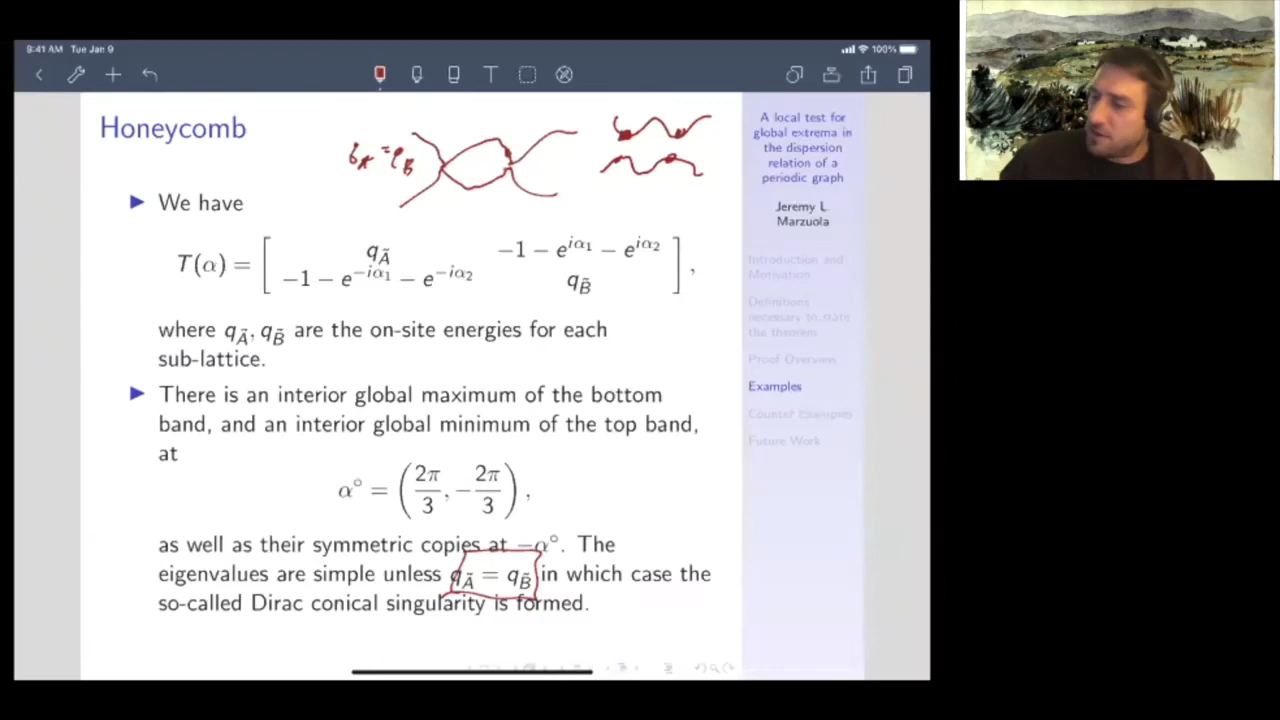 9:41 AM Tue Jan 9
100%
Honeycomb
q_A = q_B
▶ We have
T(α) = [ q_Ã −1 − e^{iα₁} − e^{iα₂}
−1 − e^{−iα₁} − e^{−iα₂} q_B̃ ] ,
where q_Ã, q_B̃ are the on-site energies for each
sub-lattice.
▶ There is an interior global maximum of the bottom
band, and an interior global minimum of the top band,
at
α° = (2π/3, −2π/3) ,
as well as their symmetric copies at −α°. The
eigenvalues are simple unless q_Ã = q_B̃ in which case the
so-called Dirac conical singularity is formed.
A local test for
global extrema in
the dispersion
relation of a
periodic graph
Jeremy L.
Marzuola
Introduction and
Motivation
Definitions
necessary to state
the theorem
Proof Overview
Examples
Counter Examples
Future Work